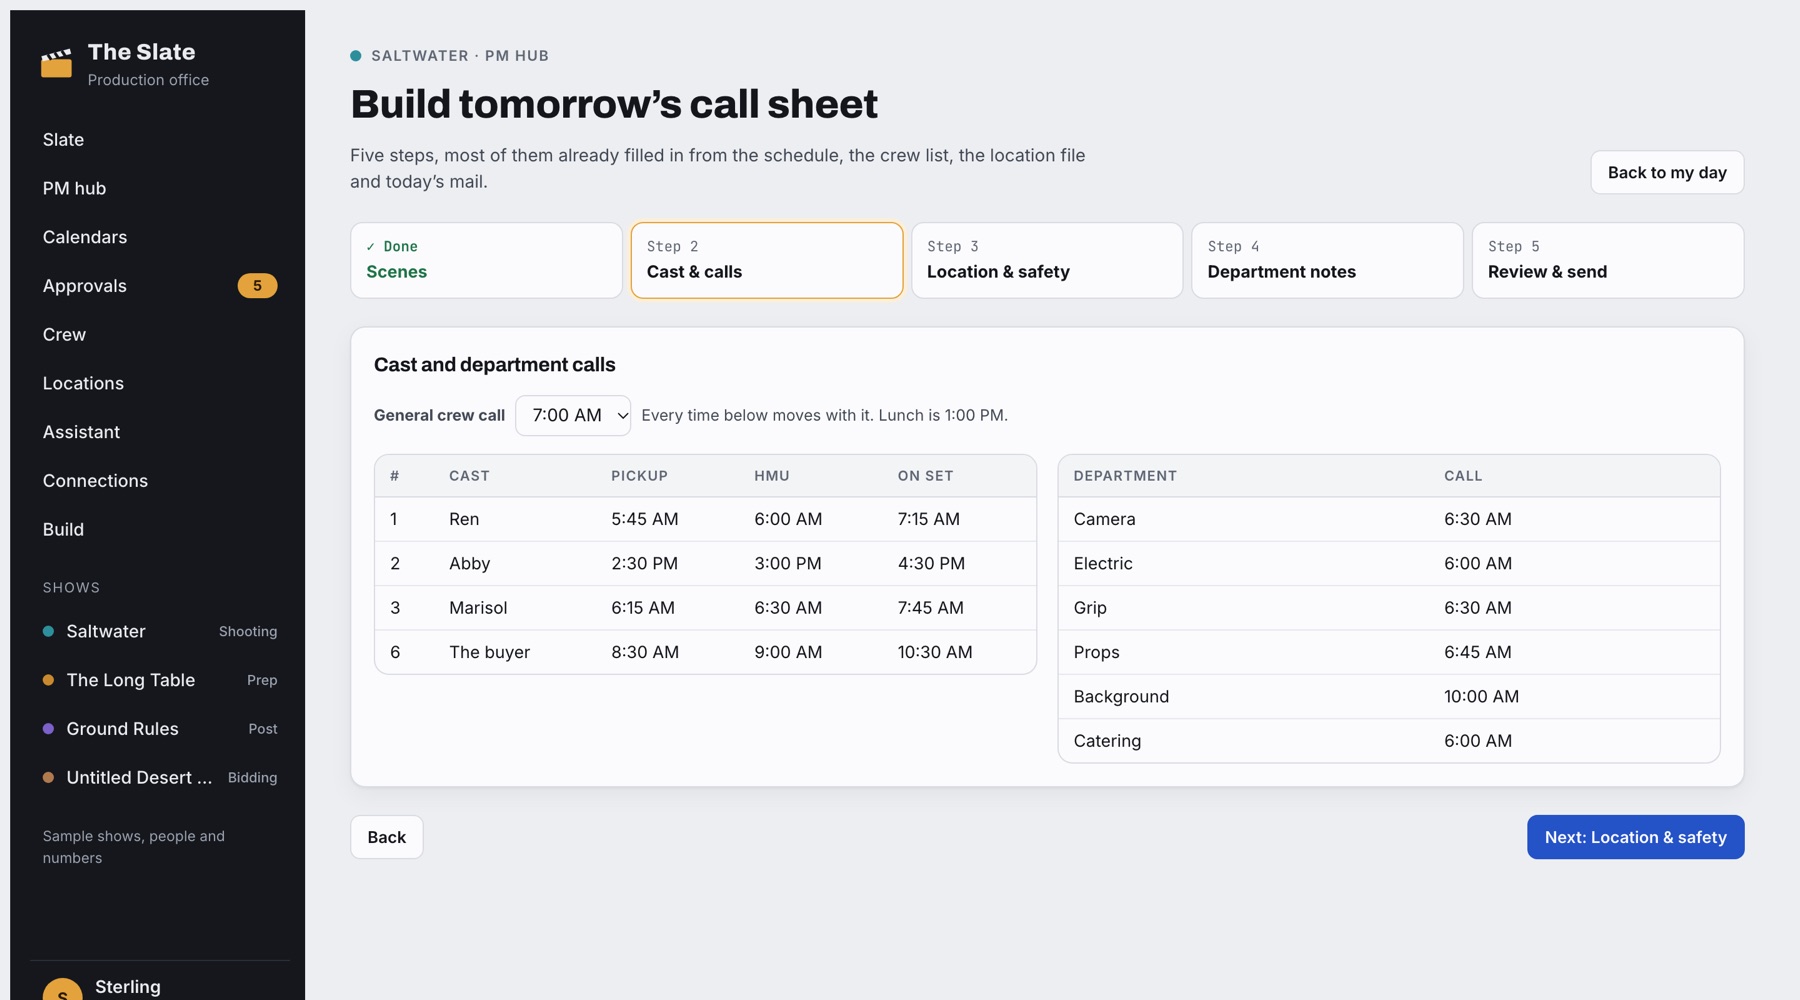 The Slate
Production office
Slate
PM hub
Calendars
Approvals 5
Crew
Locations
Assistant
Connections
Build
SHOWS
Saltwater Shooting
The Long Table Prep
Ground Rules Post
Untitled Desert ... Bidding
Sample shows, people and
numbers
S Sterling
SALTWATER · PM HUB
Build tomorrow’s call sheet
Five steps, most of them already filled in from the schedule, the crew list, the location file
and today’s mail.
Back to my day
✓ Done
Scenes
Step 2
Cast & calls
Step 3
Location & safety
Step 4
Department notes
Step 5
Review & send
Cast and department calls
General crew call 7:00 AM Every time below moves with it. Lunch is 1:00 PM.
# CAST PICKUP HMU ON SET
1 Ren 5:45 AM 6:00 AM 7:15 AM
2 Abby 2:30 PM 3:00 PM 4:30 PM
3 Marisol 6:15 AM 6:30 AM 7:45 AM
6 The buyer 8:30 AM 9:00 AM 10:30 AM
DEPARTMENT CALL
Camera 6:30 AM
Electric 6:00 AM
Grip 6:30 AM
Props 6:45 AM
Background 10:00 AM
Catering 6:00 AM
Back
Next: Location & safety